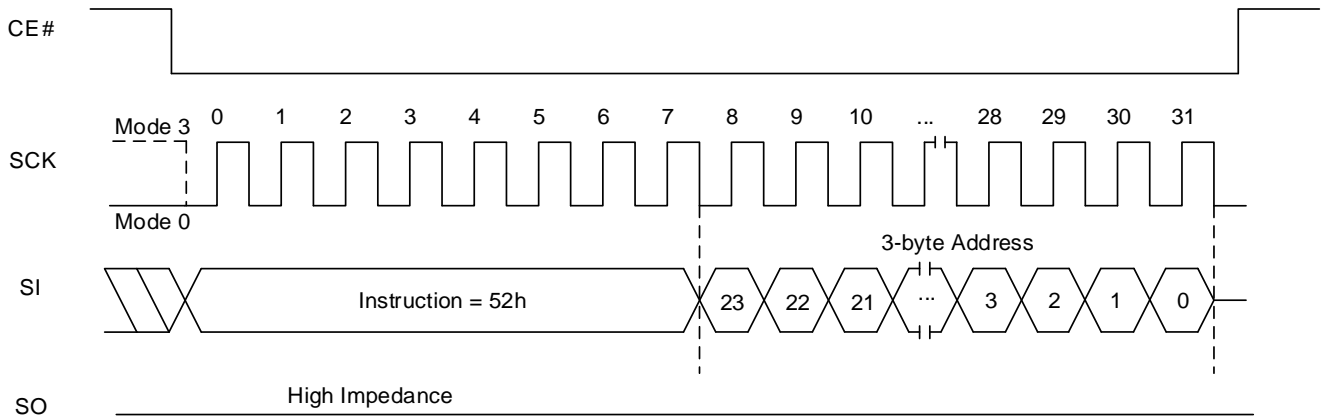 CE#
0 1 2 3 4 5 6 7 8 9 10 ... 28 29 30 31
Mode 3
SCK
Mode 0
3-byte Address
SI
Instruction = 52h
23 22 21 ... 3 2 1 0
High Impedance
SO